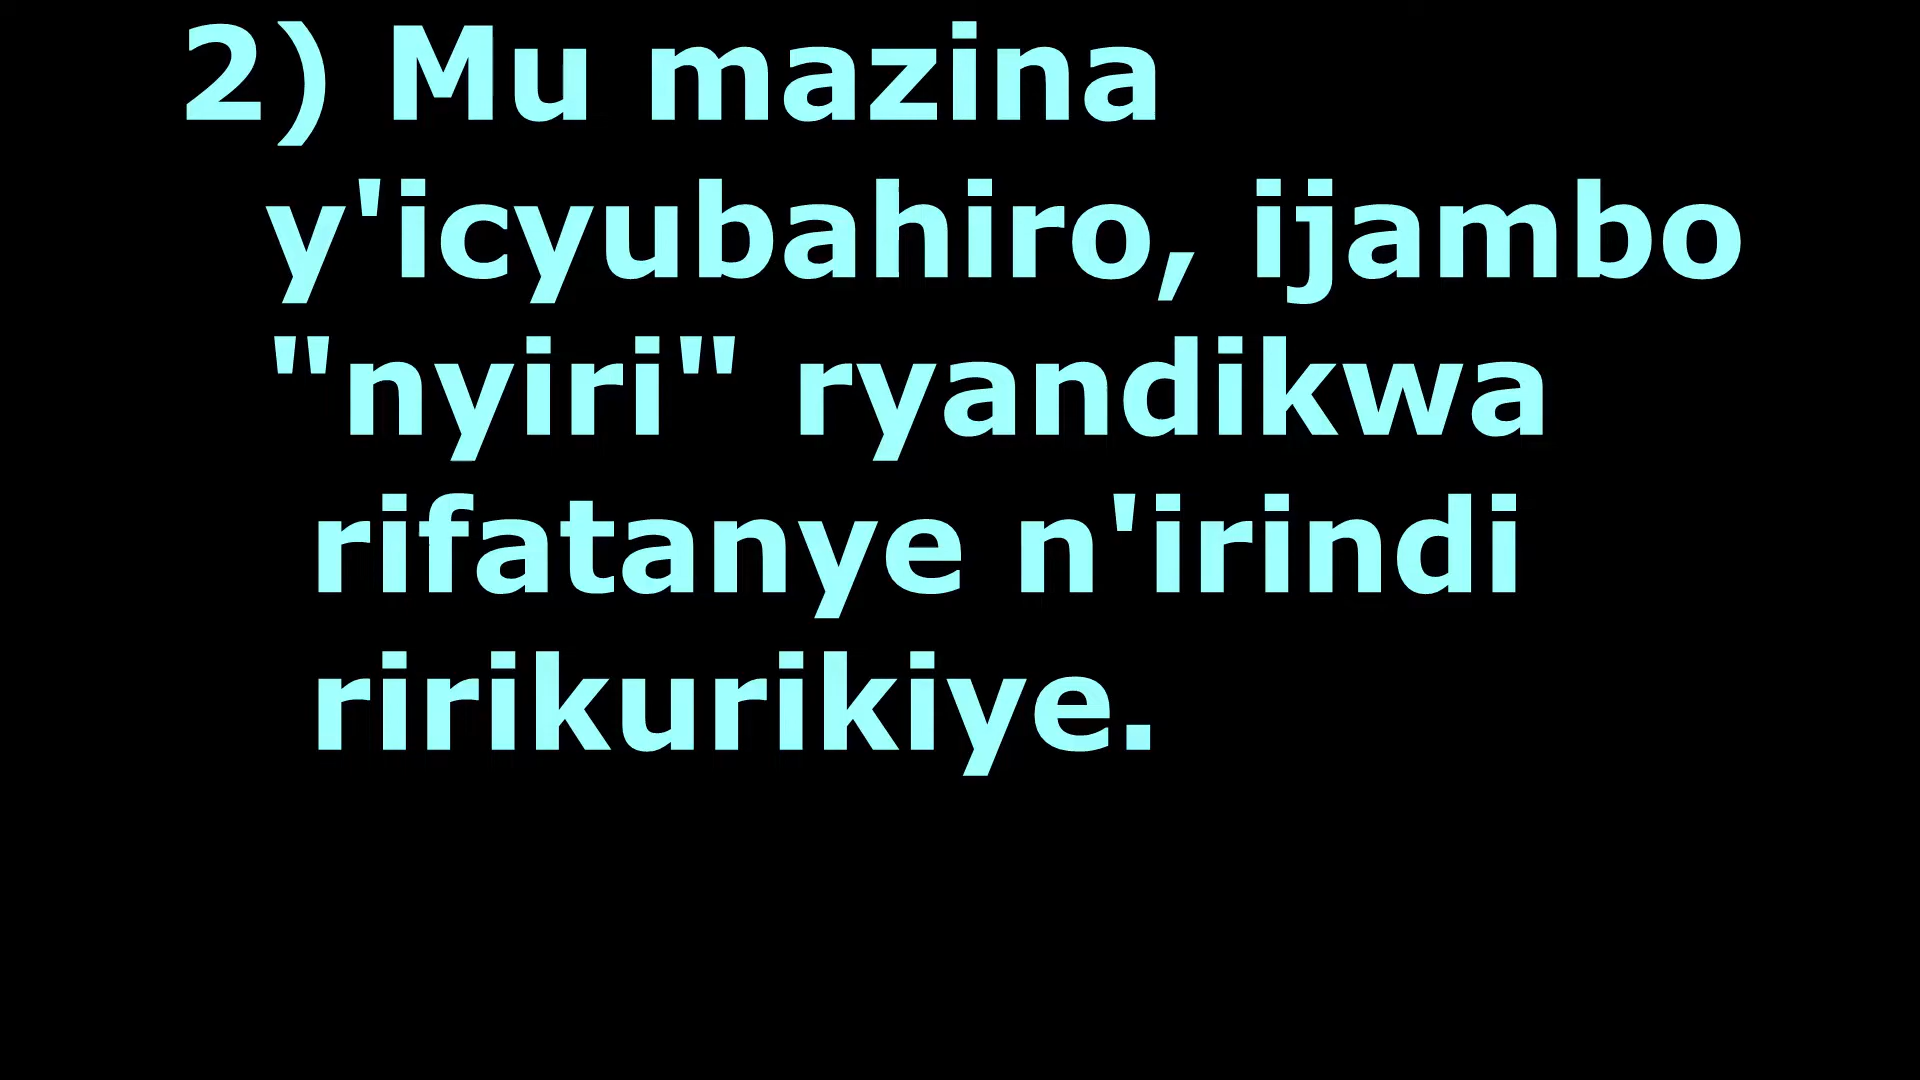 2) Mu mazina
y'icyubahiro, ijambo
"nyiri" ryandikwa
rifatanye n'irindi
ririkurikiye.